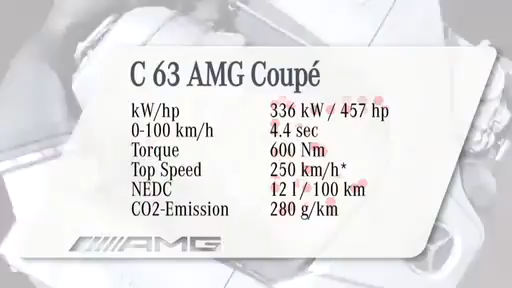 C 63 AMG Coupé
kW/hp 336 kW / 457 hp
0-100 km/h 4.4 sec
Torque 600 Nm
Top Speed 250 km/h*
NEDC 12 l / 100 km
CO2-Emission 280 g/km
AMG